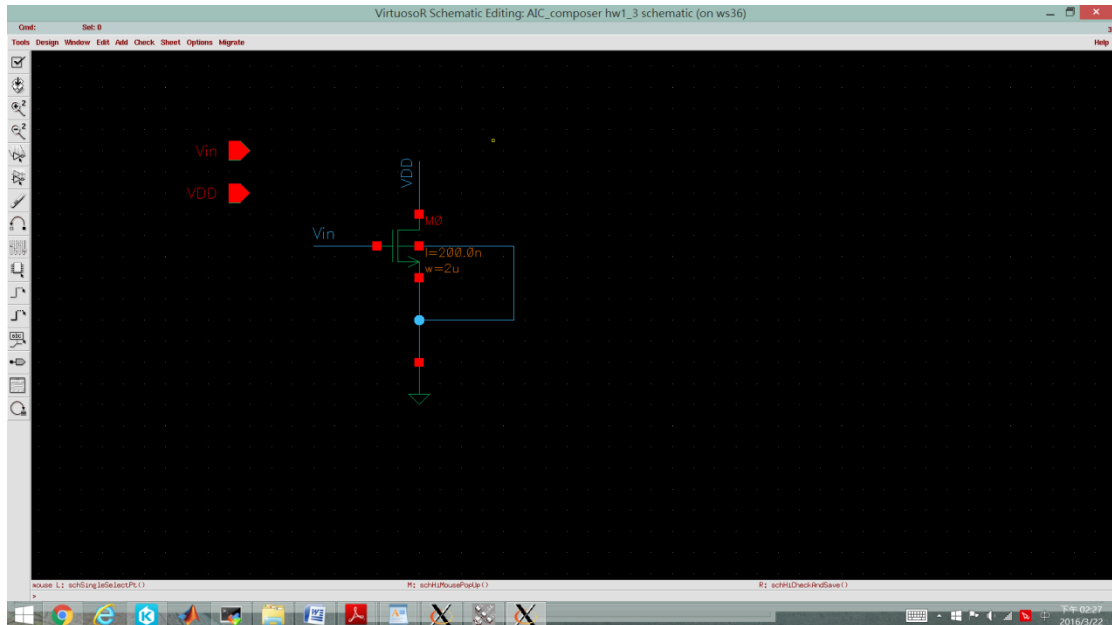 VirtuosoR Schematic Editing: AIC_composer hw1_3 schematic (on ws36)
Cmd: Sel: 0
3
Tools Design Window Edit Add Check Sheet Options Migrate Help
Vin
VDD
VDD
M0
Vin
l=200.0n
w=2u
abc
mouse L: schSingleSelectPt() M: schHiMousePopUp() R: schHiCheckAndSave()
>
下午 02:27
中
2016/3/22